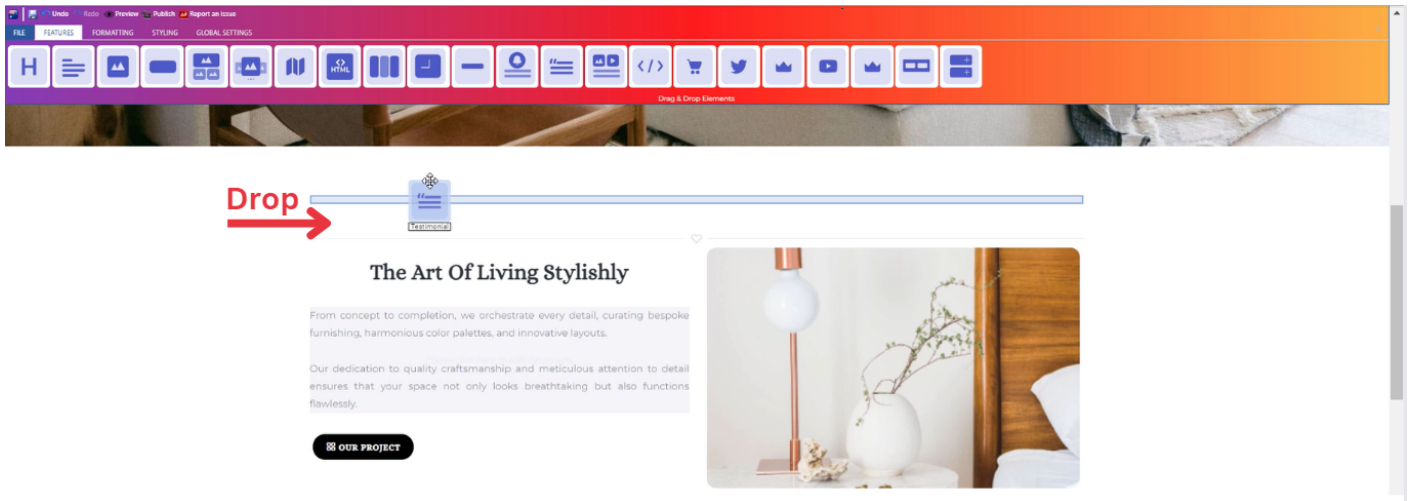 Undo Redo Preview Publish Report an issue
FILE FEATURES FORMATTING STYLING GLOBAL SETTINGS
H HTML
Drag & Drop Elements
Drop
Testimonial
The Art Of Living Stylishly
From concept to completion, we orchestrate every detail, curating bespoke
furnishing, harmonious color palettes, and innovative layouts.
Our dedication to quality craftsmanship and meticulous attention to detail
ensures that your space not only looks breathtaking but also functions
flawlessly.
OUR PROJECT